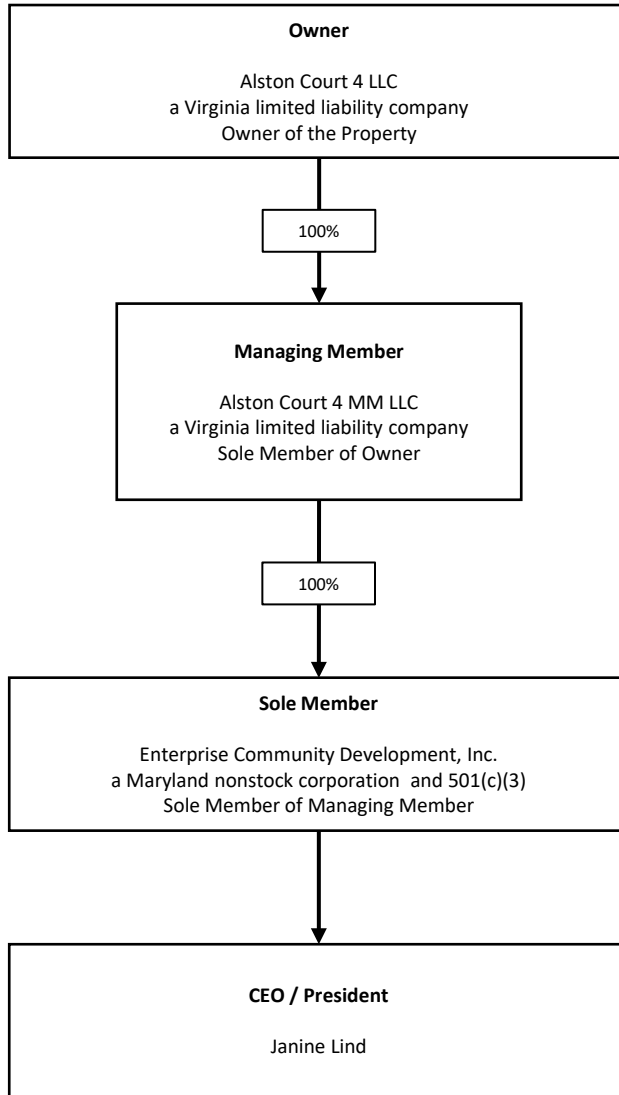 Owner
Alston Court 4 LLC
a Virginia limited liability company
Owner of the Property
100%
Managing Member
Alston Court 4 MM LLC
a Virginia limited liability company
Sole Member of Owner
100%
Sole Member
Enterprise Community Development, Inc.
a Maryland nonstock corporation and 501(c)(3)
Sole Member of Managing Member
CEO / President
Janine Lind